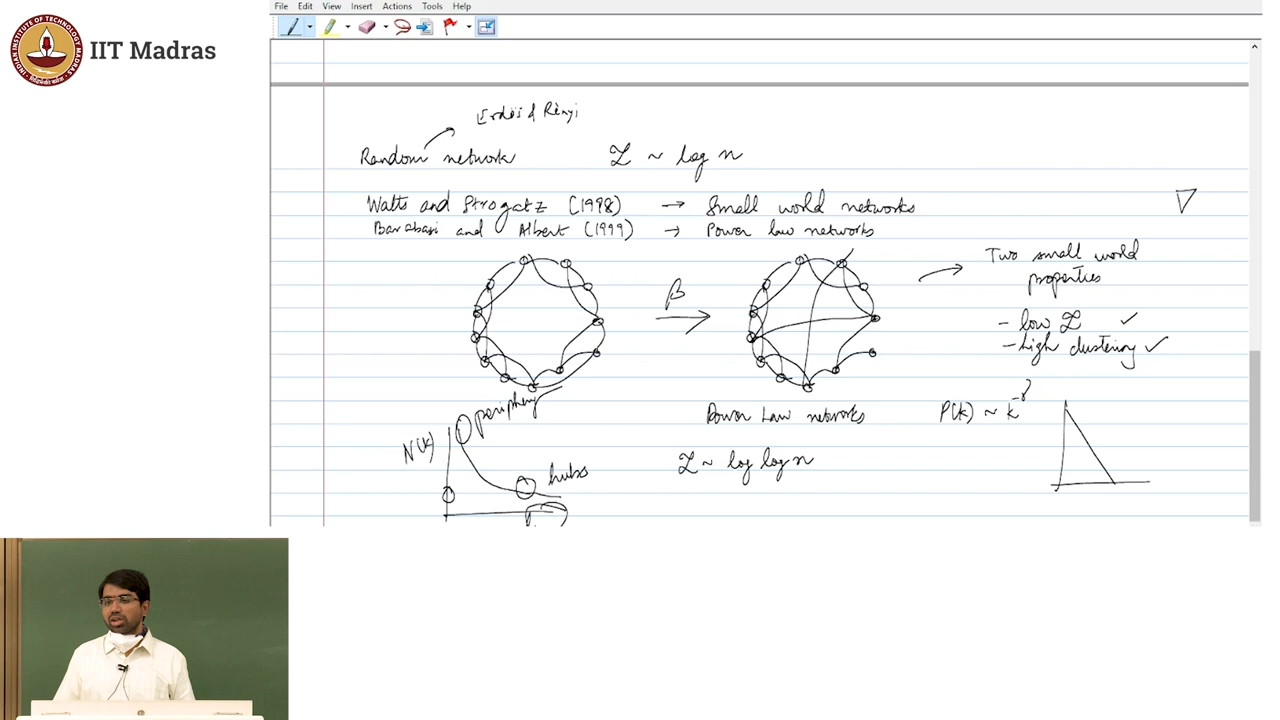 IIT Madras
File Edit View Insert Actions Tools Help
Erdös & Rényi
Random network L ~ log n
Watts and Strogatz (1998) → Small world networks
Barabasi and Albert (1999) → Power law networks
β
Two small world
properties
- low L ✓
- high clustering ✓
periphery
Power Law networks P(k) ~ k^-γ
N(k)
L ~ log log n
hubs